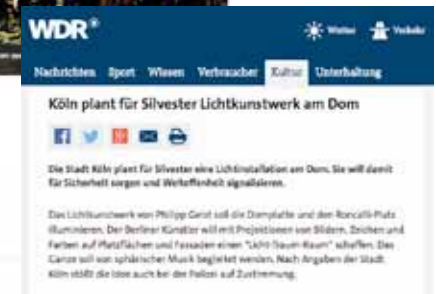 WDR®
Wetter Verkehr
Nachrichten Sport Wissen Verbraucher Kultur Unterhaltung
Köln plant für Silvester Lichtkunstwerk am Dom
Die Stadt Köln plant für Silvester eine Lichtinstallation am Dom. Sie will damit
für Sicherheit sorgen und Weltoffenheit signalisieren.
Das Lichtkunstwerk von Philipp Geist soll die Domplatte und den Roncalli-Platz
illuminieren. Der Berliner Künstler will mit Projektionen von Bildern, Zeichen und
Farben auf Platzflächen und Fassaden einen "Licht-Traum-Raum" schaffen. Das
Ganze soll von sphärischer Musik begleitet werden. Nach Angaben der Stadt
Köln stößt die Idee auch bei der Polizei auf Zustimmung.